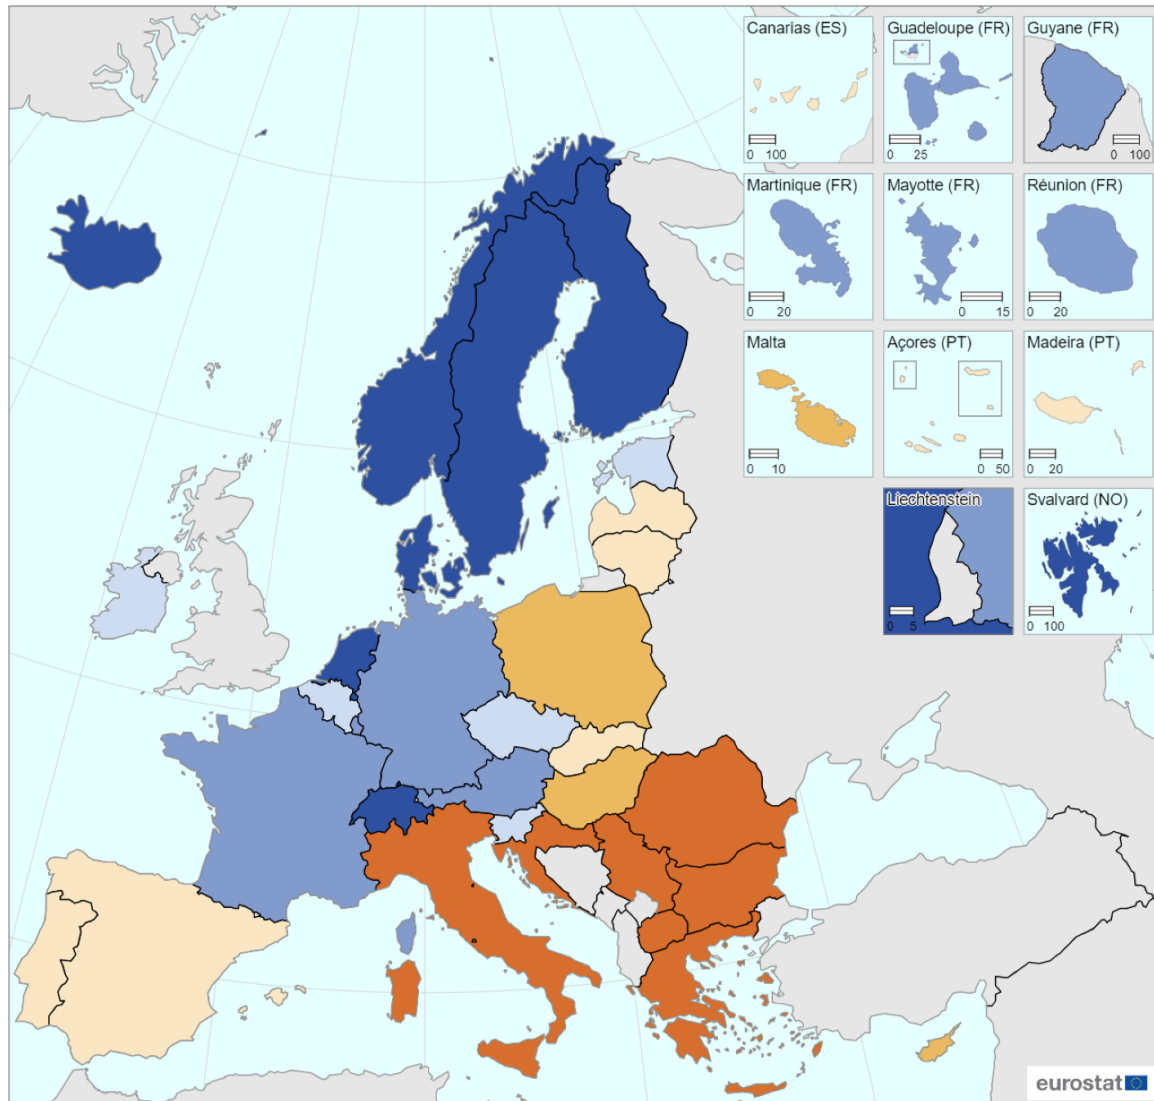 Canarias (ES)
0 100
Guadeloupe (FR)
0 25
Guyane (FR)
0 100
Martinique (FR)
0 20
Mayotte (FR)
0 15
Réunion (FR)
0 20
Malta
0 10
Açores (PT)
0 50
Madeira (PT)
0 20
Liechtenstein
0 5
Svalvard (NO)
0 100
eurostat